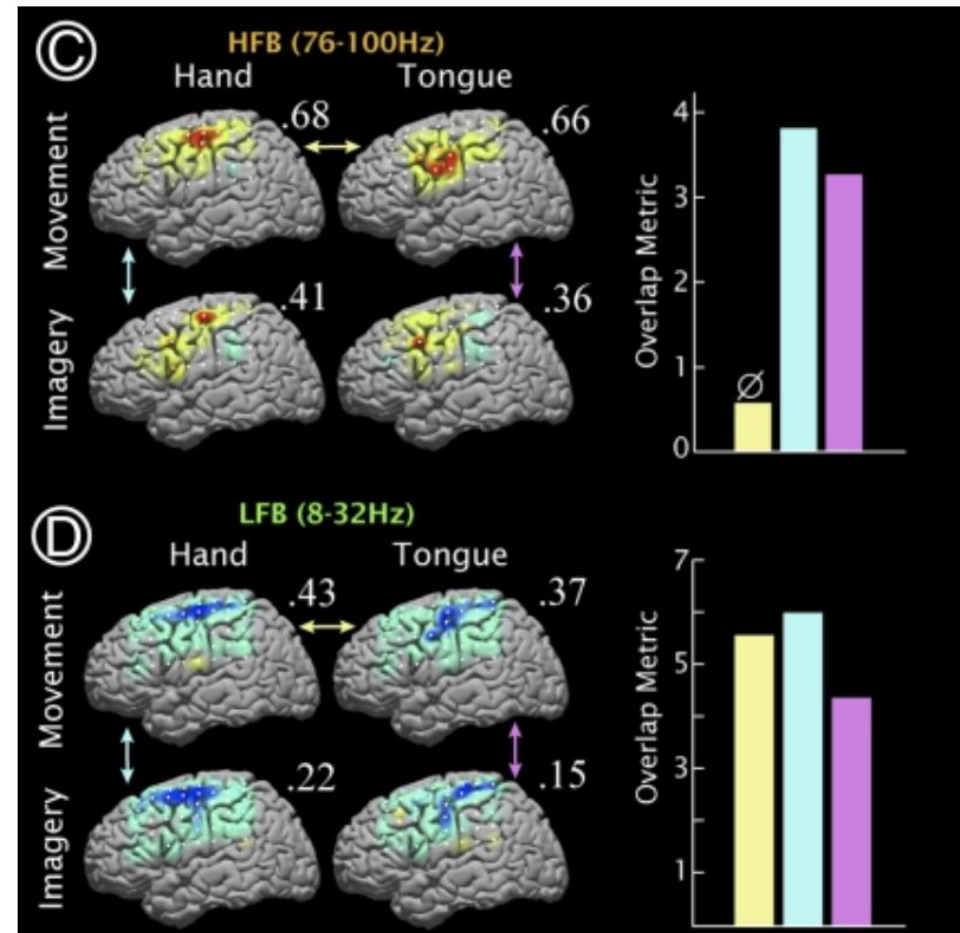 C
HFB (76-100Hz)
Hand Tongue
Movement
.68
.66
Imagery
.41
.36
4
3
2
1
0
Overlap Metric
Ø
D
LFB (8-32Hz)
Hand Tongue
Movement
.43
.37
Imagery
.22
.15
7
5
3
1
Overlap Metric